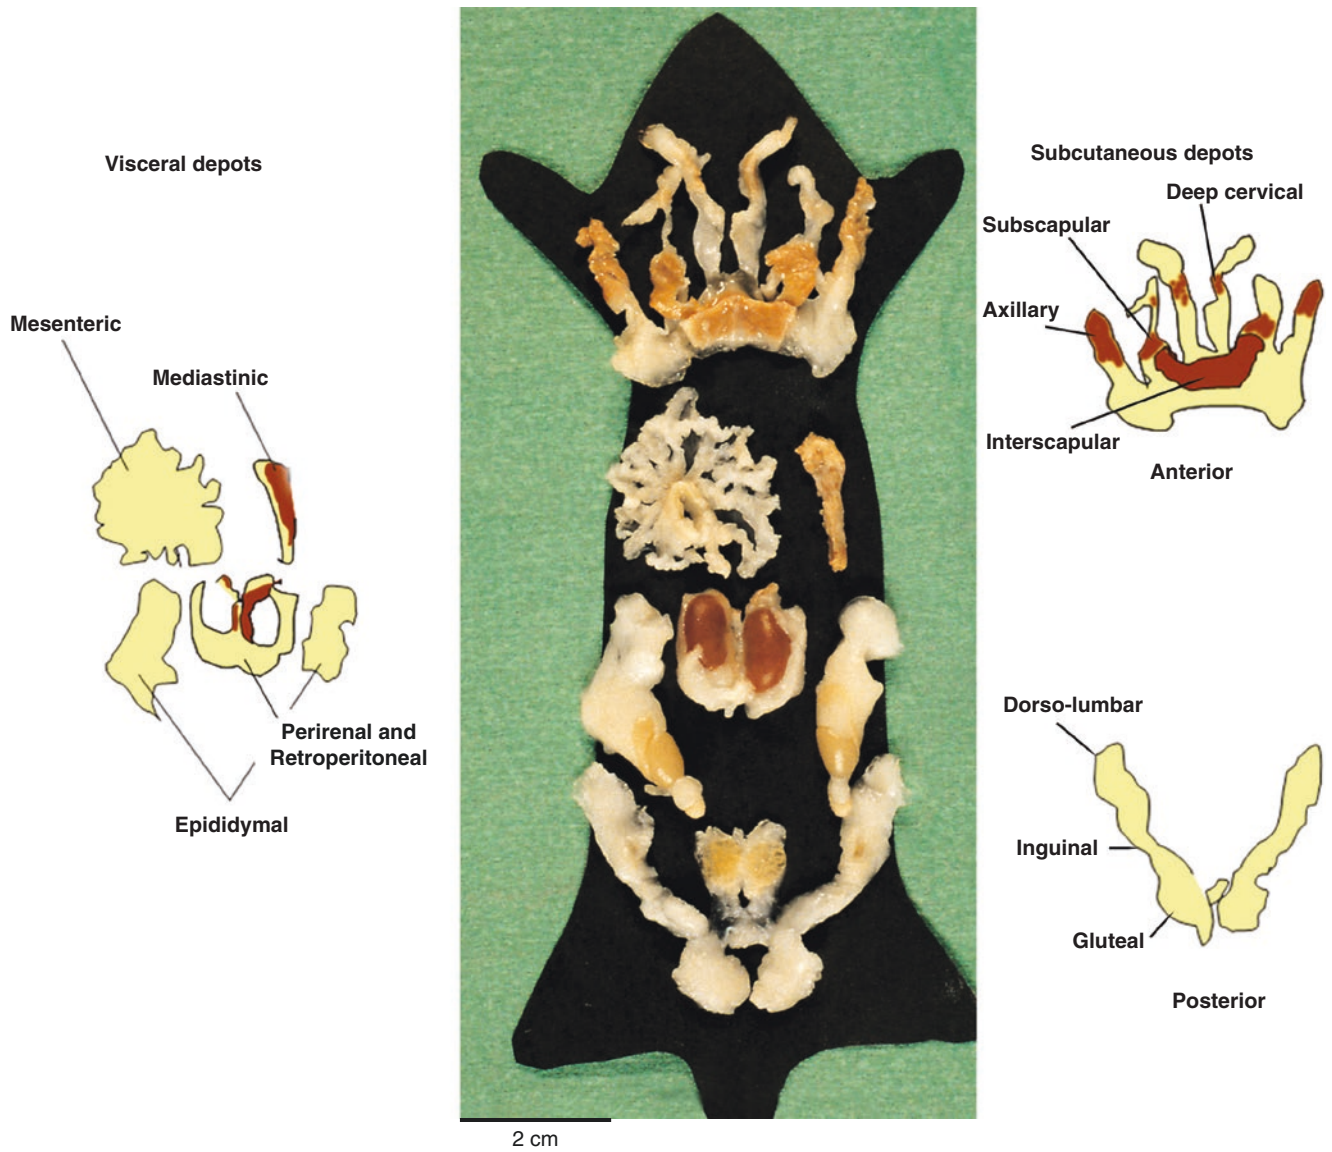 Visceral depots
Mesenteric
Mediastinic
Perirenal and
Retroperitoneal
Epididymal
2 cm
Subcutaneous depots
Deep cervical
Subscapular
Axillary
Interscapular
Anterior
Dorso-lumbar
Inguinal
Gluteal
Posterior